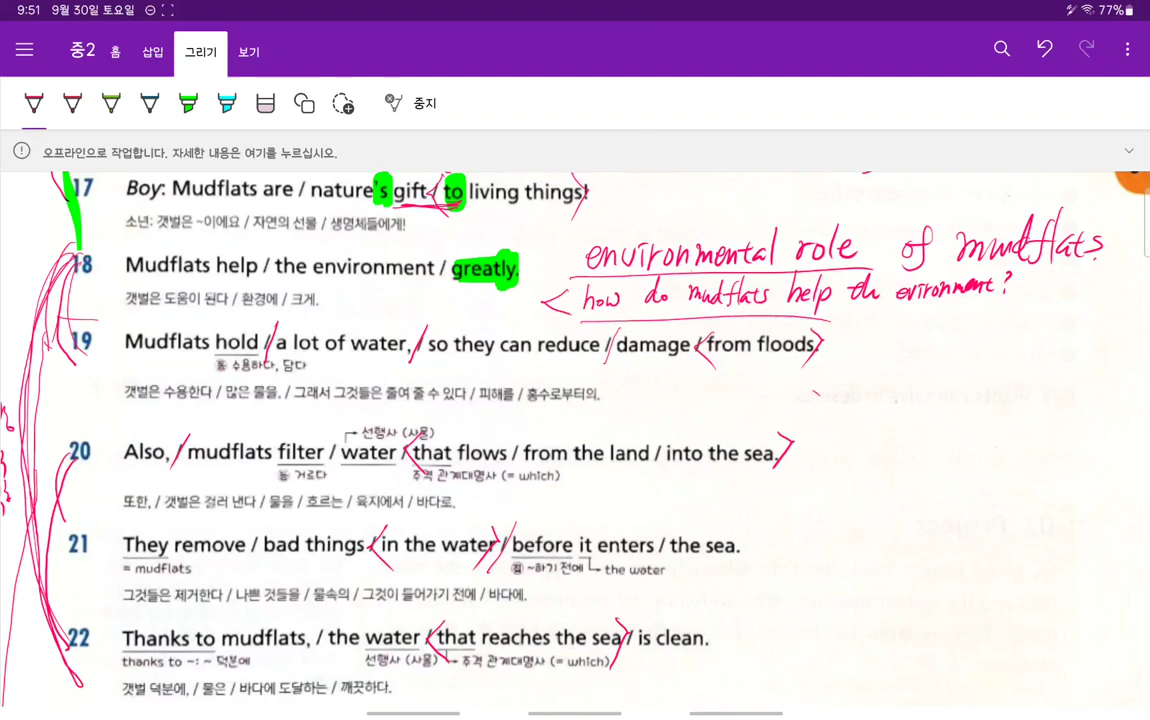 9:51 9월 30일 토요일 77%
중2 홈 삽입 그리기 보기
중지
오프라인으로 작업합니다. 자세한 내용은 여기를 누르십시오.
17 Boy: Mudflats are / nature's gift / to living things!
소년: 갯벌은 ~이에요 / 자연의 선물 / 생명체들에게!
environmental role of mudflats
18 Mudflats help / the environment / greatly.
< how do mudflats help th evironment?
갯벌은 도움이 된다 / 환경에 / 크게.
19 Mudflats hold / a lot of water, / so they can reduce / damage <from floods.>
동 수용하다, 담다
갯벌은 수용한다 / 많은 물을, / 그래서 그것들은 줄여 줄 수 있다 / 피해를 / 홍수로부터의.
선행사 (사물)
20 Also, / mudflats filter / water / <that flows / from the land / into the sea.>
동 거르다 주격 관계대명사 (= which)
또한, / 갯벌은 걸러 낸다 / 물을 / 흐르는 / 육지에서 / 바다로.
21 They remove / bad things / <in the water> / before it enters / the sea.
= mudflats 접 ~하기 전에 the water
그것들은 제거한다 / 나쁜 것들을 / 물속의 / 그것이 들어가기 전에 / 바다에.
22 Thanks to mudflats, / the water / <that reaches the sea> / is clean.
thanks to ~: ~ 덕분에 선행사 (사물) 주격 관계대명사 (= which)
갯벌 덕분에, / 물은 / 바다에 도달하는 / 깨끗하다.